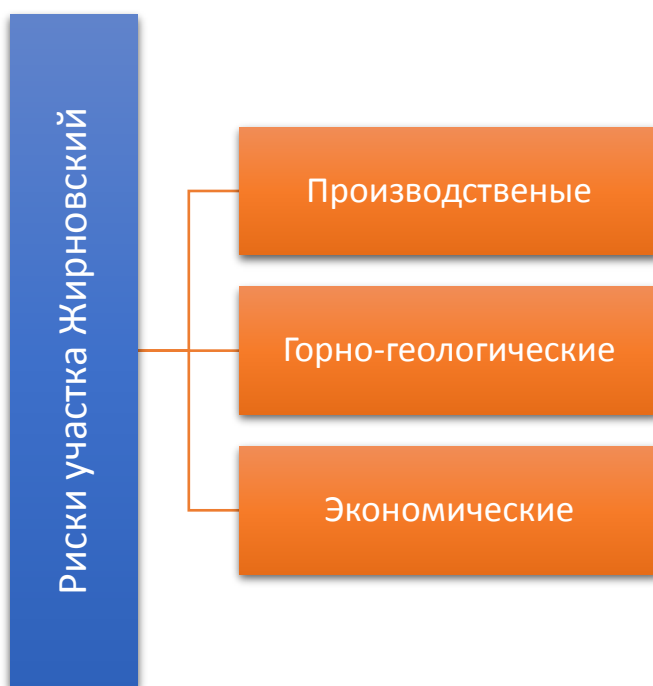 Риски участка Жирновский
Производственые
Горно-геологические
Экономические